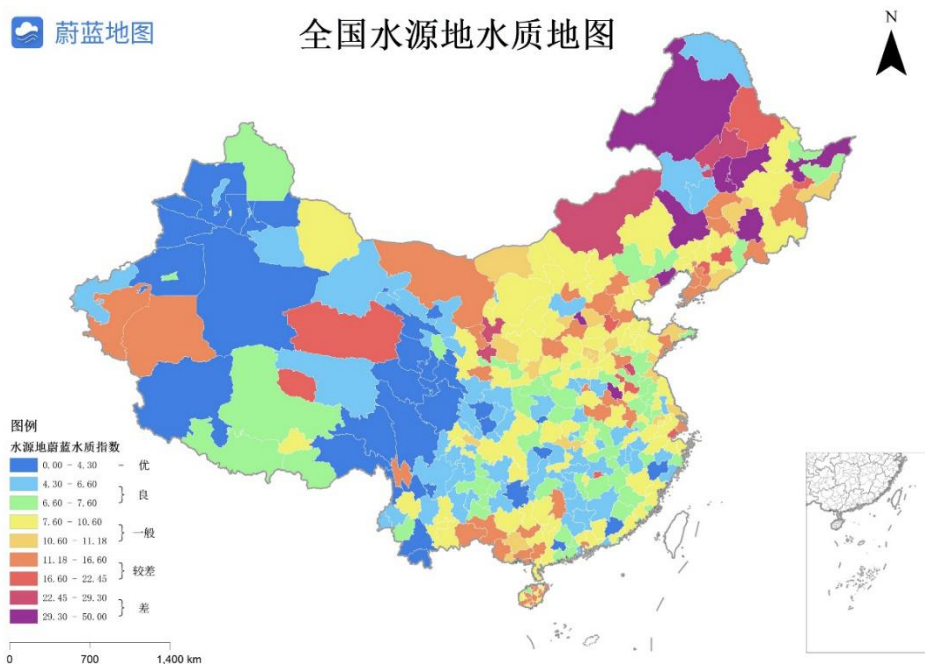 蔚蓝地图
全国水源地水质地图
N
图例
水源地蔚蓝水质指数
0.00 - 4.30 - 优
4.30 - 6.60
良
6.60 - 7.60
7.60 - 10.60
一般
10.60 - 11.18
11.18 - 16.60
较差
16.60 - 22.45
22.45 - 29.30
差
29.30 - 50.00
0 700 1,400 km